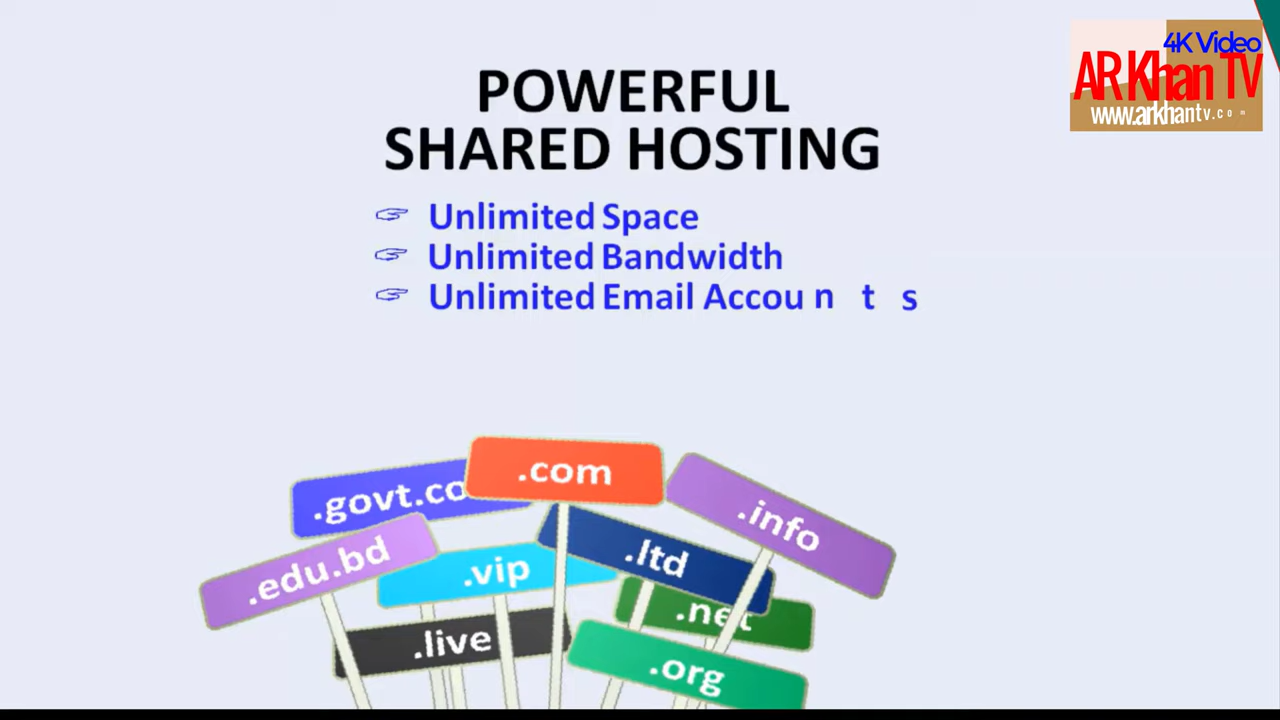 4K Video
AR Khan TV
www.arkhantv.com
POWERFUL
SHARED HOSTING
☞ Unlimited Space
☞ Unlimited Bandwidth
☞ Unlimited Email Accounts
.com
.govt.co
.info
.edu.bd
.vip
.ltd
.net
.live
.org